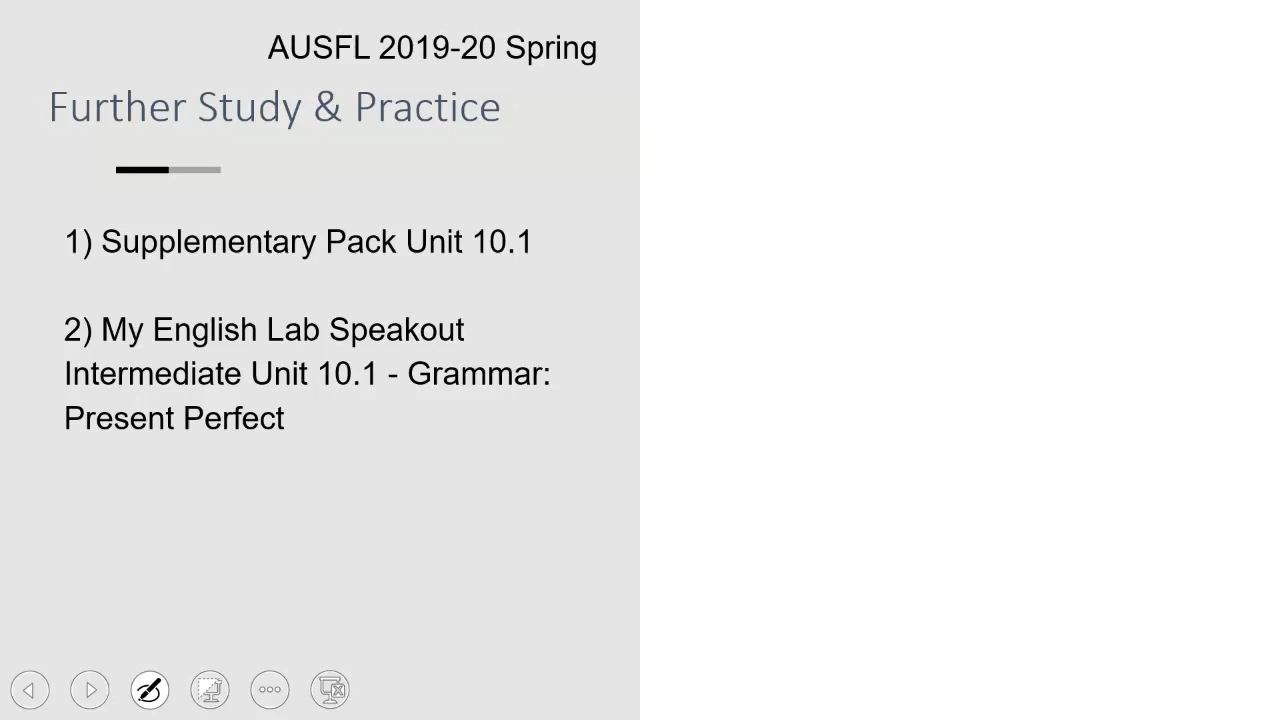 AUSFL 2019-20 Spring
Further Study & Practice
1) Supplementary Pack Unit 10.1
2) My English Lab Speakout
Intermediate Unit 10.1 - Grammar:
Present Perfect